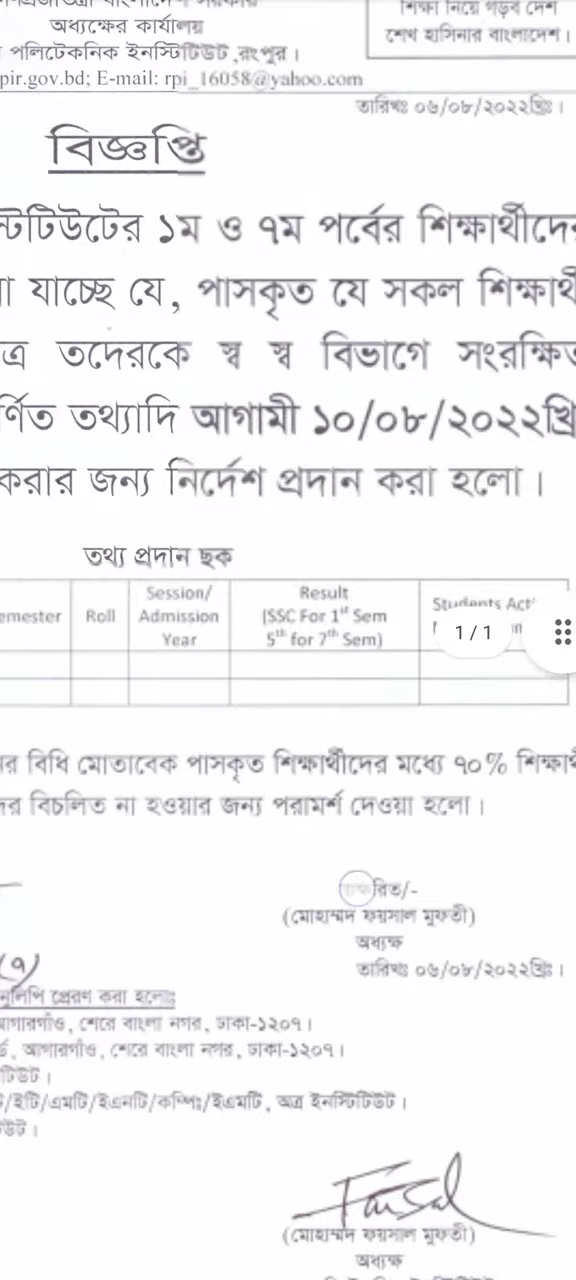 অধ্যক্ষের কার্যালয়
পলিটেকনিক ইনস্টিটিউট ,রংপুর।
pir.gov.bd; E-mail: rpi_16058@yahoo.com
শিক্ষা নিয়ে গড়ব দেশ
শেখ হাসিনার বাংলাদেশ।
তারিখঃ ০৬/০৮/২০২২খ্রিঃ।
বিজ্ঞপ্তি
স্টটিউটের ১ম ও ৭ম পর্বের শিক্ষার্থীদে
যাচ্ছে যে, পাসকৃত যে সকল শিক্ষার্থ
ত্র তদেরকে স্ব স্ব বিভাগে সংরক্ষিত
র্ণিত তথ্যাদি আগামী ১০/০৮/২০২২খ্রি
করার জন্য নির্দেশ প্রদান করা হলো।
তথ্য প্রদান ছক
emester
Roll
Session/
Admission
Year
Result
(SSC For 1st Sem
5th for 7th Sem)
Students Act
1 / 1
র বিধি মোতাবেক পাসকৃত শিক্ষার্থীদের মধ্যে ৭০% শিক্ষার্থ
বিচলিত না হওয়ার জন্য পরামর্শ দেওয়া হলো।
রিত/-
(মোহাম্মদ ফয়সাল মুফতী)
অধ্যক্ষ
তারিখঃ ০৬/০৮/২০২২খ্রিঃ।
(৭)
নুলিপি প্রেরণ করা হলোঃ
আগারগাঁও, শেরে বাংলা নগর, ঢাকা-১২০৭।
র্ড, আগারগাঁও, শেরে বাংলা নগর, ঢাকা-১২০৭।
টিউট।
/ইটি/এমটি/ইএনটি/কম্পিঃ/ইএমটি, অত্র ইনস্টিটিউট।
উট।
Faisal
(মোহাম্মদ ফয়সাল মুফতী)
অধ্যক্ষ